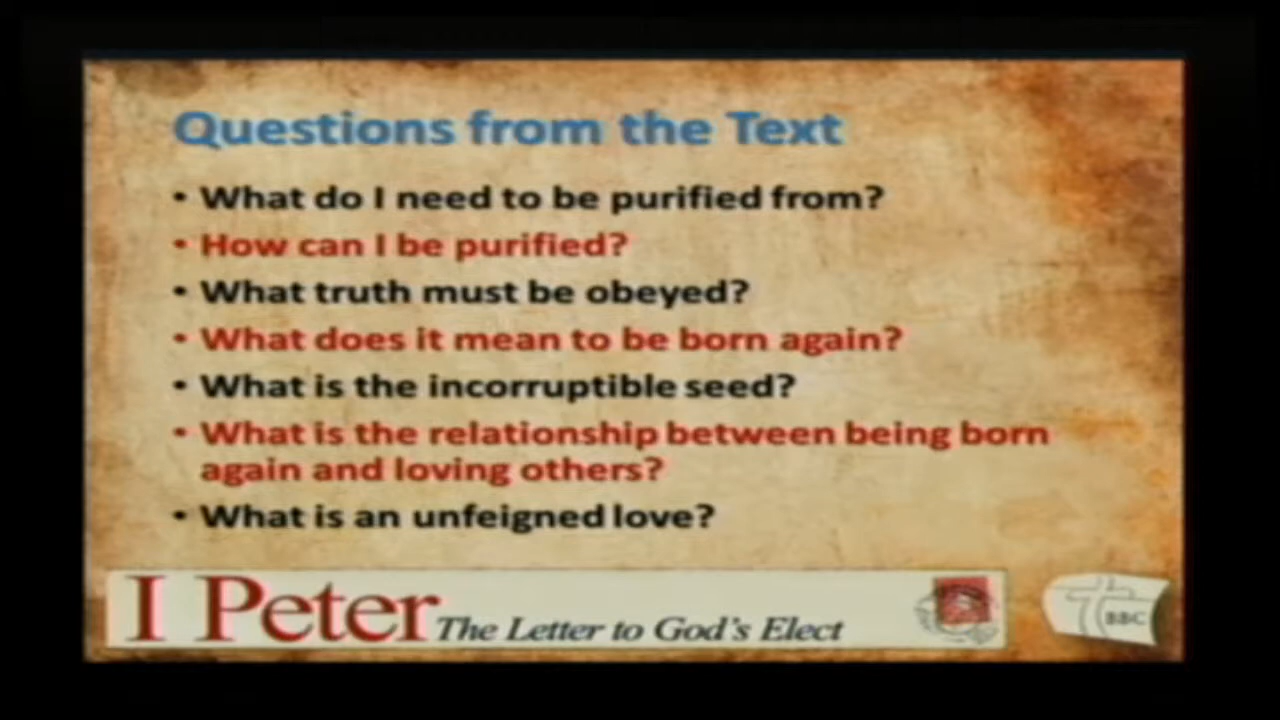 Questions from the Text
• What do I need to be purified from?
• How can I be purified?
• What truth must be obeyed?
• What does it mean to be born again?
• What is the incorruptible seed?
• What is the relationship between being born
again and loving others?
• What is an unfeigned love?
I Peter The Letter to God's Elect
BBC